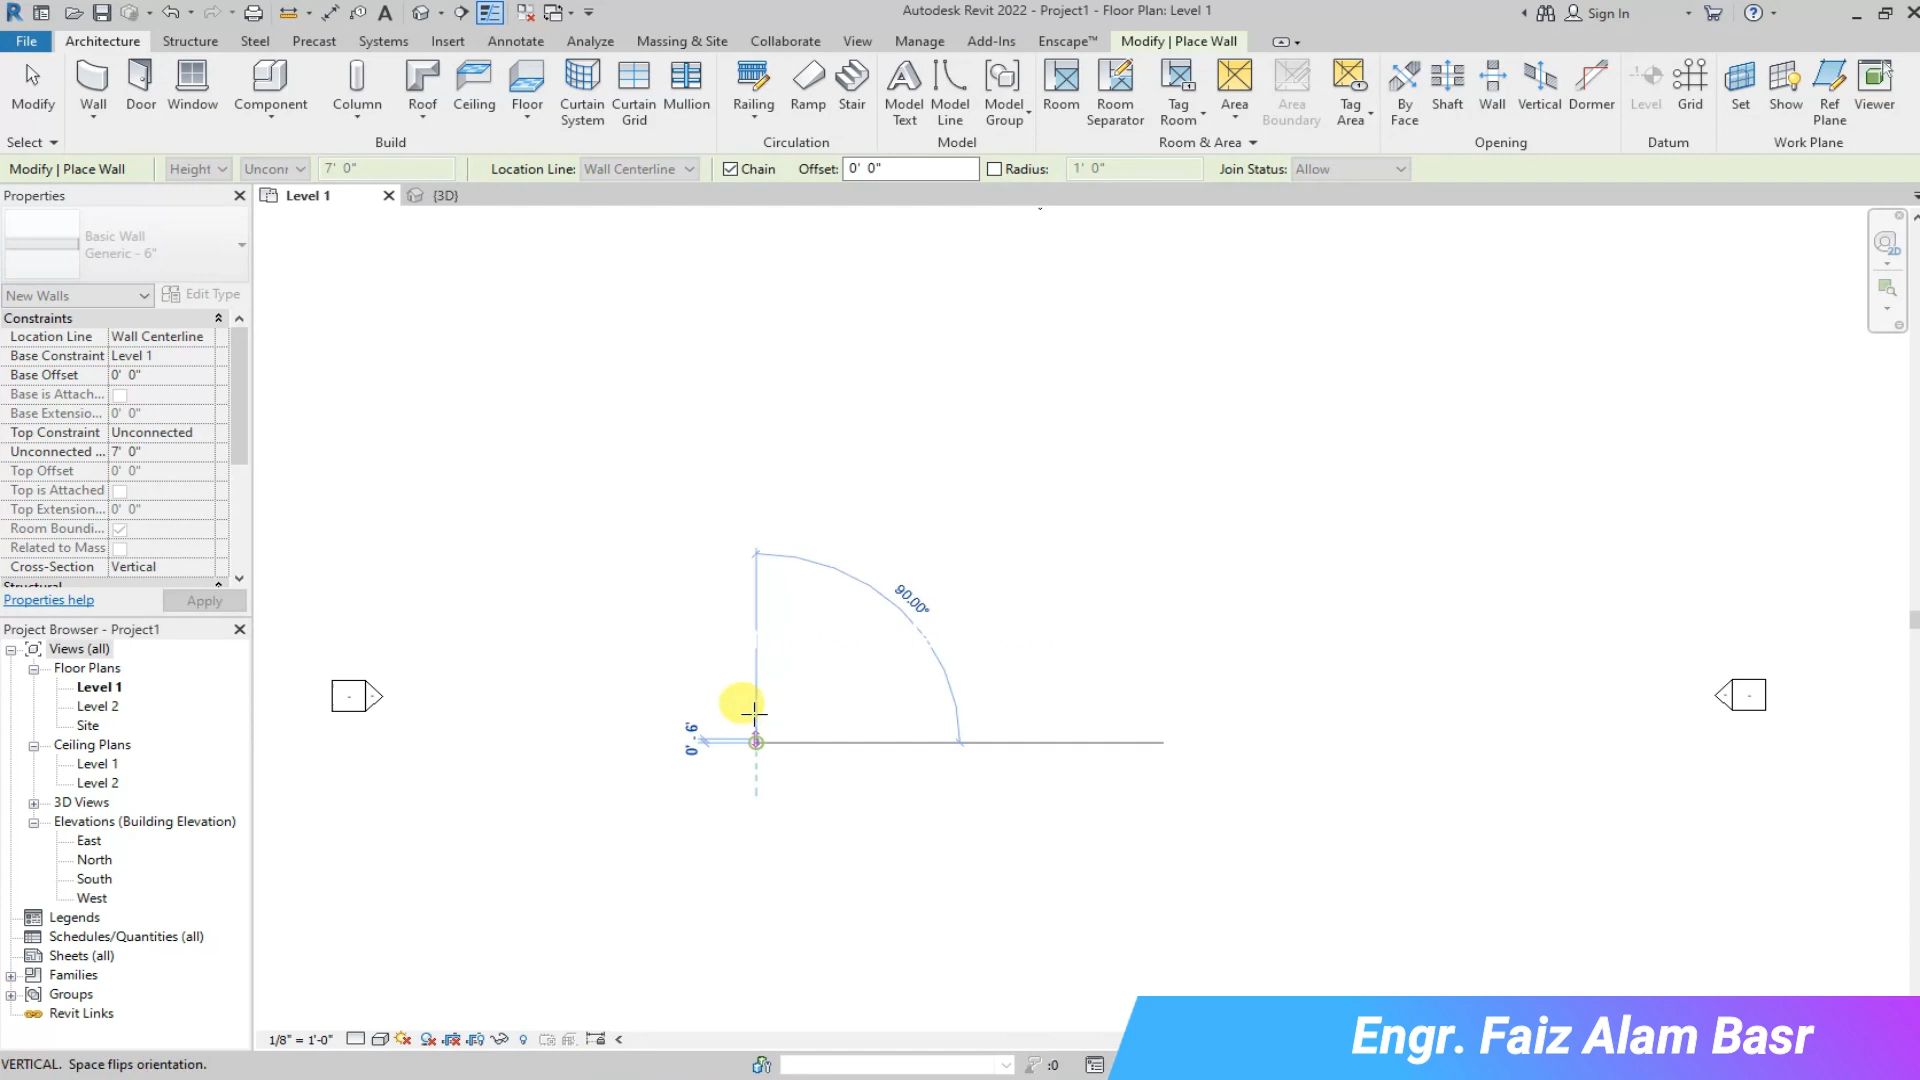 Autodesk Revit 2022 - Project1 - Floor Plan: Level 1
Sign In
File
Architecture
Structure
Steel
Precast
Systems
Insert
Annotate
Analyze
Massing & Site
Collaborate
View
Manage
Add-Ins
Enscape™
Modify | Place Wall
Modify
Wall
Door
Window
Component
Column
Roof
Ceiling
Floor
Curtain System
Curtain Grid
Mullion
Railing
Ramp
Stair
Model Text
Model Line
Model Group
Room
Room Separator
Tag Room
Area
Area Boundary
Tag Area
By Face
Shaft
Wall
Vertical
Dormer
Level
Grid
Set
Show
Ref Plane
Viewer
Select
Build
Circulation
Model
Room & Area
Opening
Datum
Work Plane
Modify | Place Wall
Height
Uncon
7' 0"
Location Line:
Wall Centerline
Chain
Offset:
0' 0"
Radius:
1' 0"
Join Status:
Allow
Properties
Level 1
{3D}
Basic Wall
Generic - 6"
New Walls
Edit Type
Constraints
Location Line Wall Centerline
Base Constraint Level 1
Base Offset 0' 0"
Base is Attach...
Base Extensio... 0' 0"
Top Constraint Unconnected
Unconnected ... 7' 0"
Top Offset 0' 0"
Top is Attached
Top Extension... 0' 0"
Room Boundi...
Related to Mass
Cross-Section Vertical
Structural
Properties help
Apply
90.00°
0' - 6'
2D
Project Browser - Project1
Views (all)
Floor Plans
Level 1
Level 2
Site
Ceiling Plans
Level 1
Level 2
3D Views
Elevations (Building Elevation)
East
North
South
West
Legends
Schedules/Quantities (all)
Sheets (all)
Families
Groups
Revit Links
1/8" = 1'-0"
VERTICAL. Space flips orientation.
:0
Engr. Faiz Alam Basr